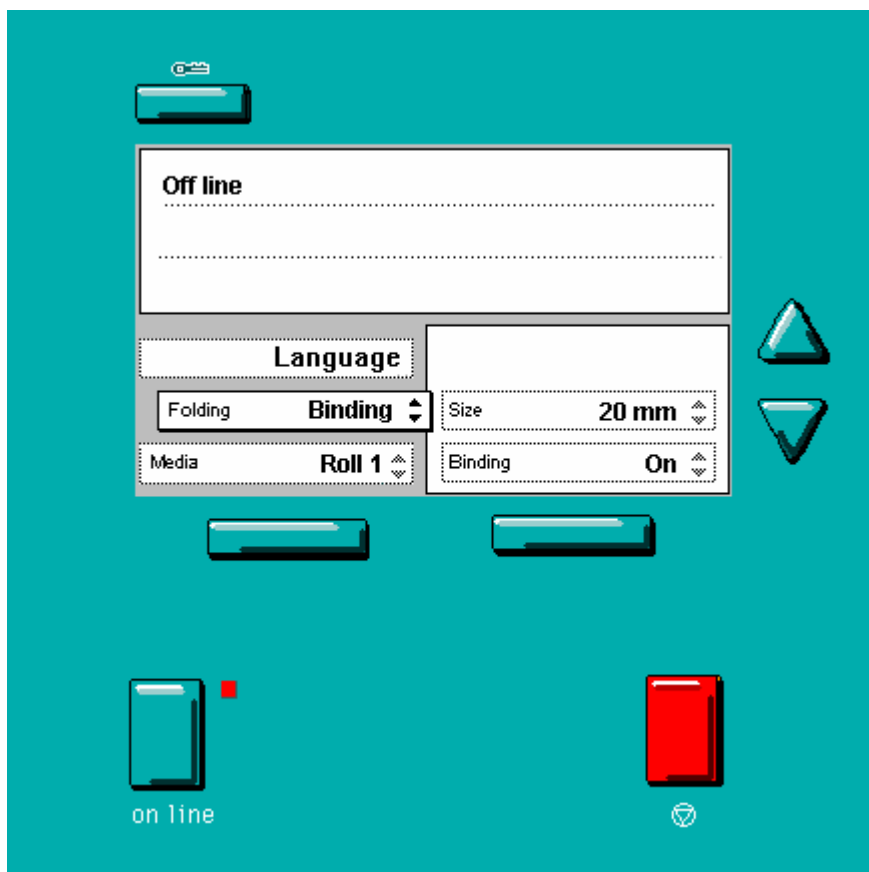 Off line
Language
Folding Binding Size 20 mm
Media Roll 1 Binding On
on line